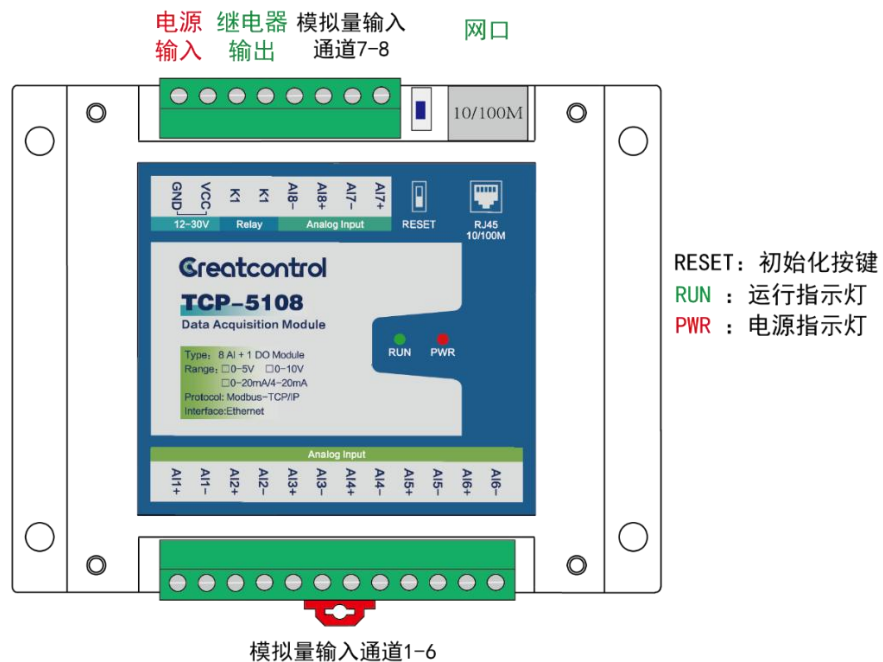 电源输入
继电器输出
模拟量输入通道7-8
网口
10/100M
GND VCC K1 K1 AI8- AI8+ AI7- AI7+
12-30V Relay Analog Input RESET RJ45
10/100M
Greatcontrol
TCP-5108
Data Acquisition Module
Type: 8 AI + 1 DO Module
Range: □0-5V □0-10V
□0-20mA/4-20mA
Protocol: Modbus-TCP/IP
Interface:Ethernet
RUN PWR
RESET: 初始化按键
RUN : 运行指示灯
PWR : 电源指示灯
Analog Input
AI1+ AI1- AI2+ AI2- AI3+ AI3- AI4+ AI4- AI5+ AI5- AI6+ AI6-
模拟量输入通道1-6